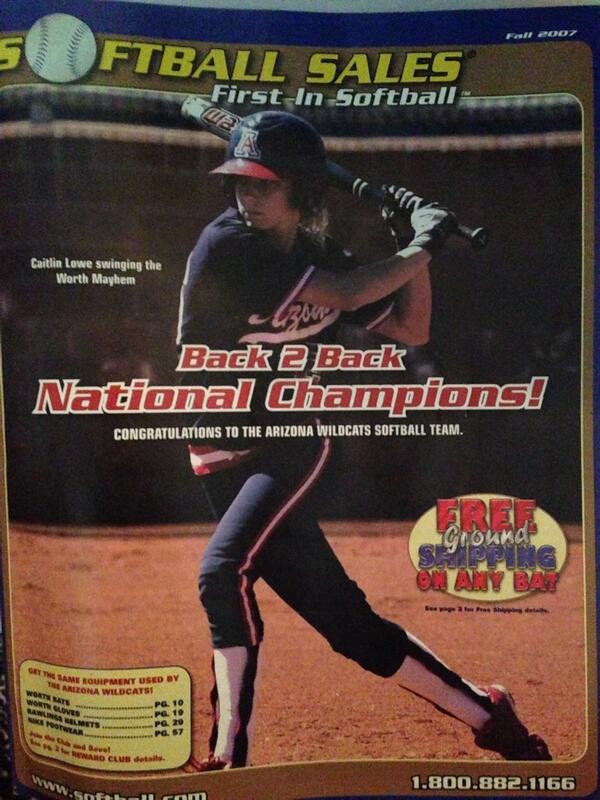 Fall 2007
SOFTBALL SALES®
First In Softball™
A
Caitlin Lowe swinging the
Worth Mayhem
Back 2 Back
National Champions!
CONGRATULATIONS TO THE ARIZONA WILDCATS SOFTBALL TEAM.
FREE
Ground
SHIPPING
ON ANY BAT
See page 2 for Free Shipping details.
GET THE SAME EQUIPMENT USED BY
THE ARIZONA WILDCATS!
WORTH BATS ........................ PG. 10
WORTH GLOVES ........................ PG. 19
RAWLINGS HELMETS ........................ PG. 29
NIKE FOOTWEAR ........................ PG. 57
Join the Club and Save!
See pg. 2 for REWARD CLUB details.
www.softball.com
1.800.882.1166